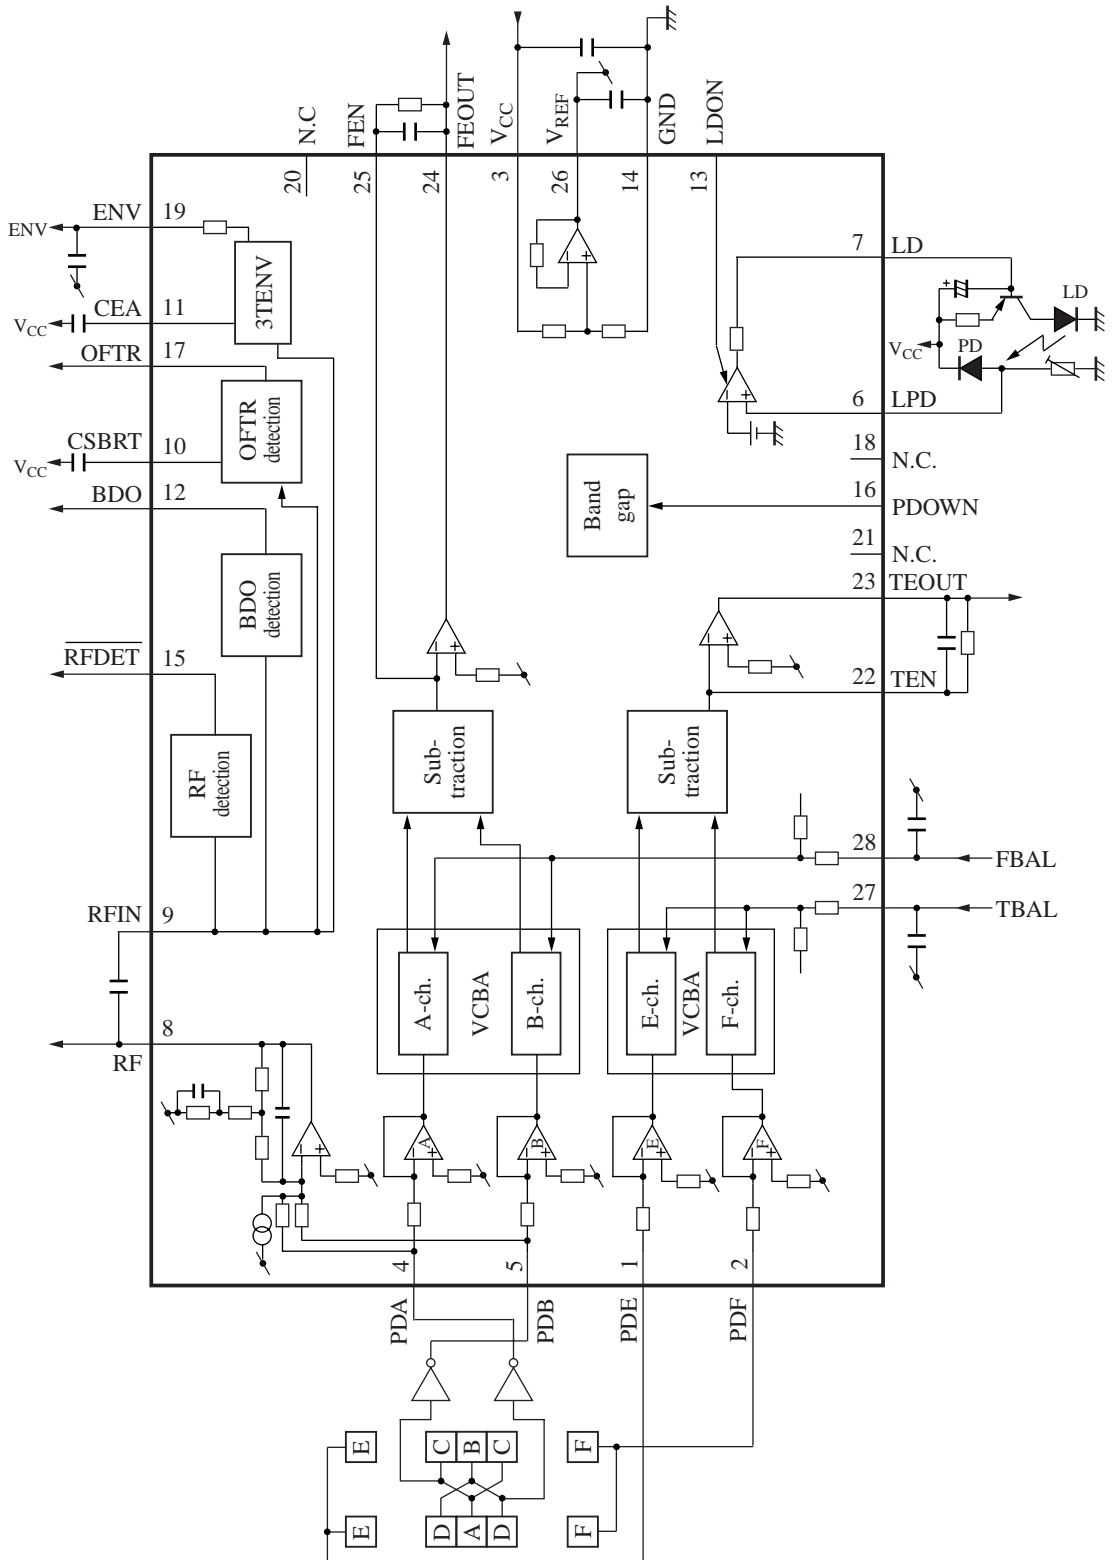 N.C
FEN
FEOUT
VCC
VREF
GND
LDON
20
25
24
3
26
14
13
ENV
ENV
19
3TENV
VCC
CEA
11
OFTR
17
OFTR
detection
VCC
CSBRT
10
BDO
12
BDO
detection
RFDET
15
RF
detection
RFIN
9
RF
8
−
+
7
LD
LD
VCC
PD
+
−
+
6
LPD
18
N.C.
Band
gap
16
PDOWN
21
N.C.
23
TEOUT
−
+
−
+
22
TEN
Sub-
traction
Sub-
traction
28
FBAL
27
TBAL
A-ch.
VCBA
B-ch.
E-ch.
VCBA
F-ch.
−
+
−
+
A
−
+
B
−
+
E
−
+
F
4
5
1
2
PDA
PDB
PDE
PDF
E
C
B
C
F
E
D
A
D
F